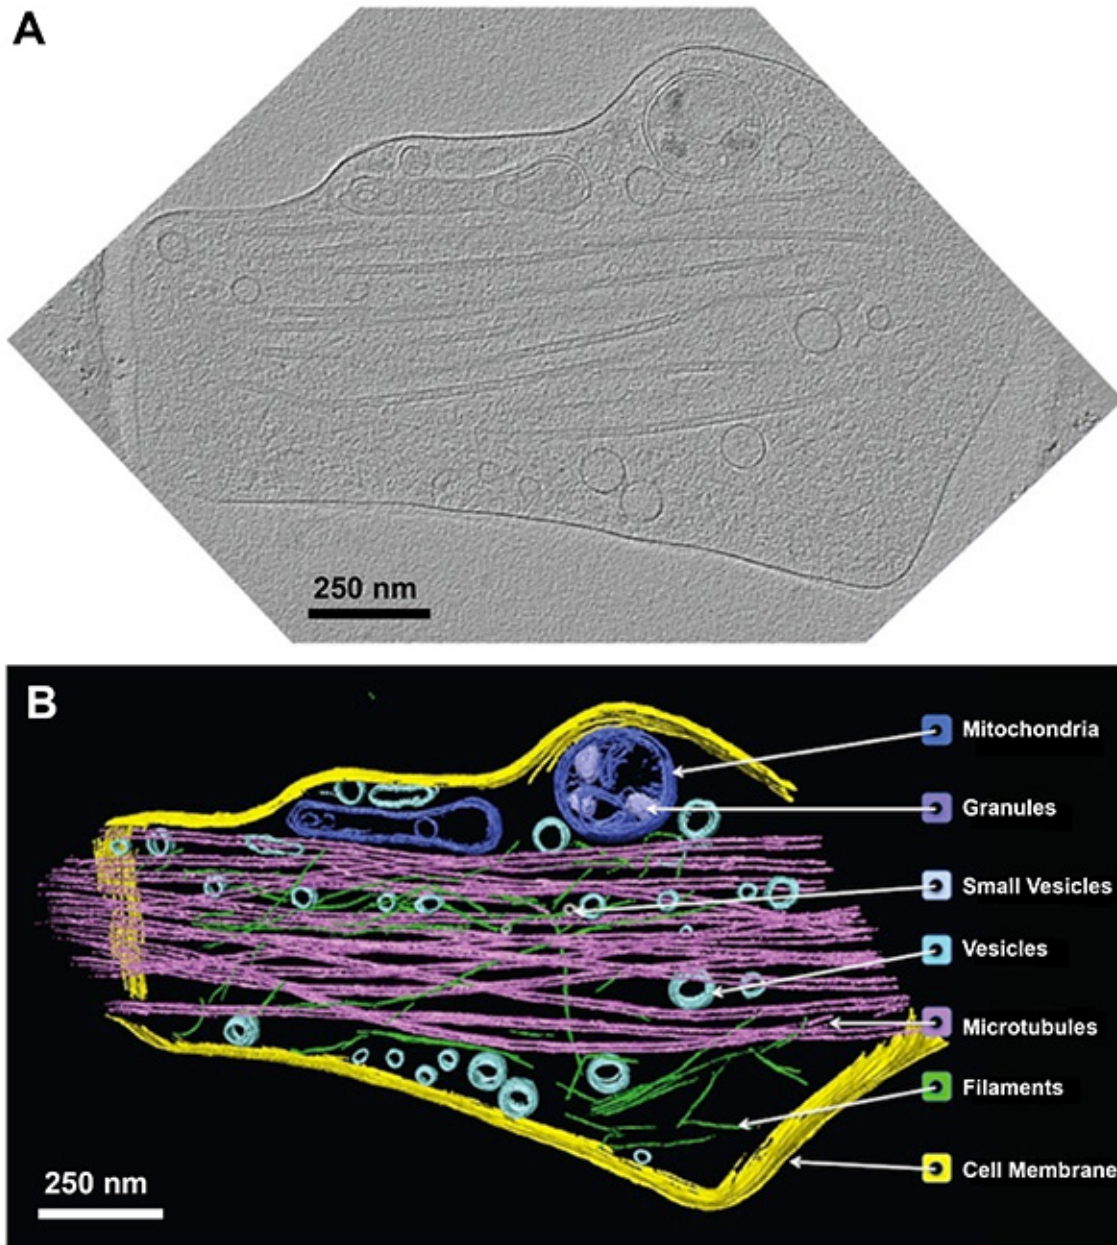 A
250 nm
B
Mitochondria
Granules
Small Vesicles
Vesicles
Microtubules
Filaments
Cell Membrane
250 nm